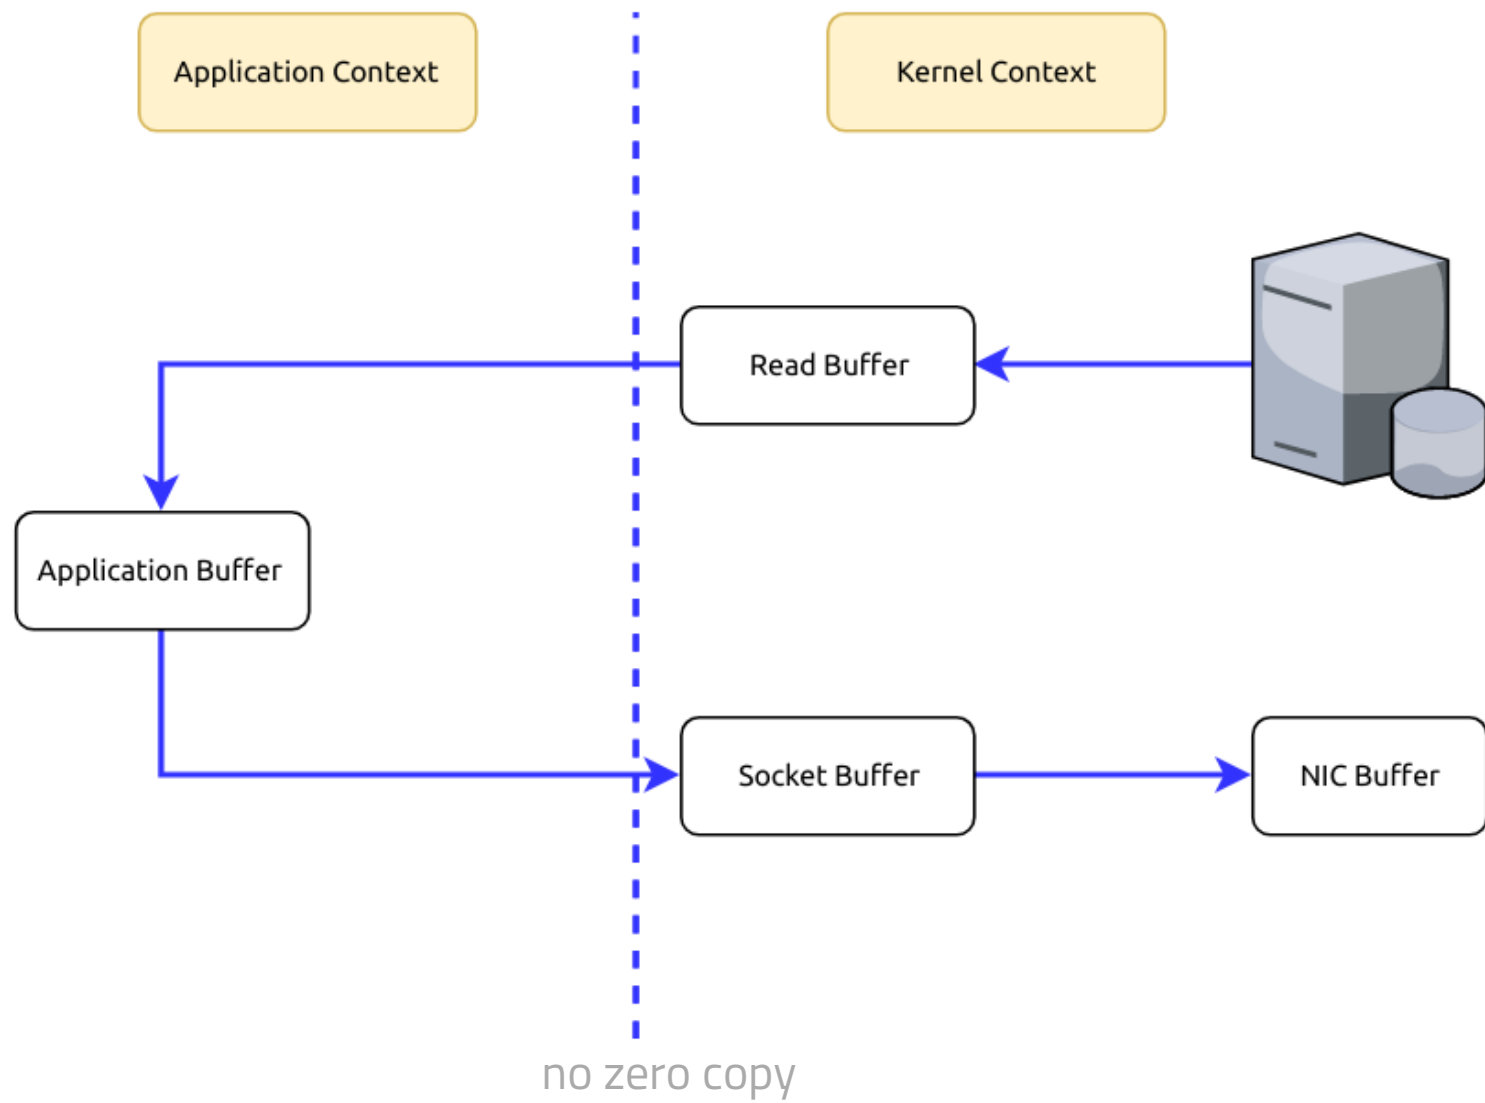 Application Context
Kernel Context
Read Buffer
Application Buffer
Socket Buffer
NIC Buffer
no zero copy